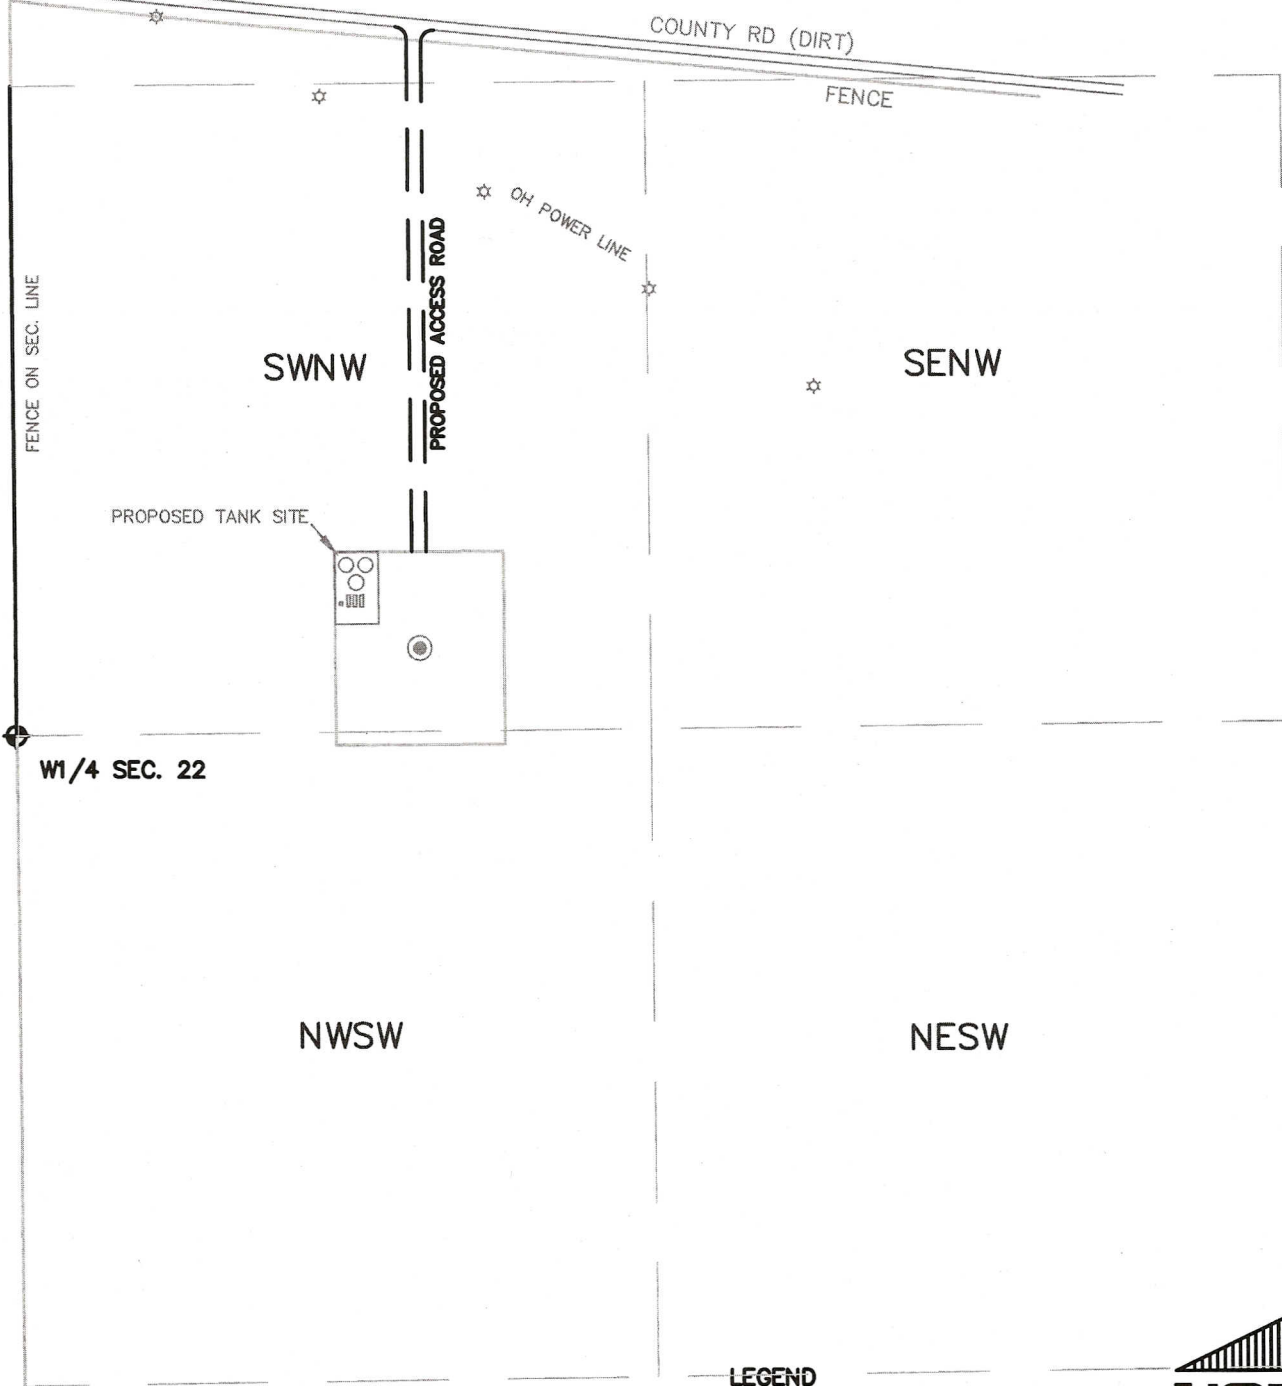 COUNTY RD (DIRT)
FENCE
OH POWER LINE
PROPOSED ACCESS ROAD
FENCE ON SEC. LINE
SWNW
SENW
PROPOSED TANK SITE
W1/4 SEC. 22
NWSW
NESW
LEGEND